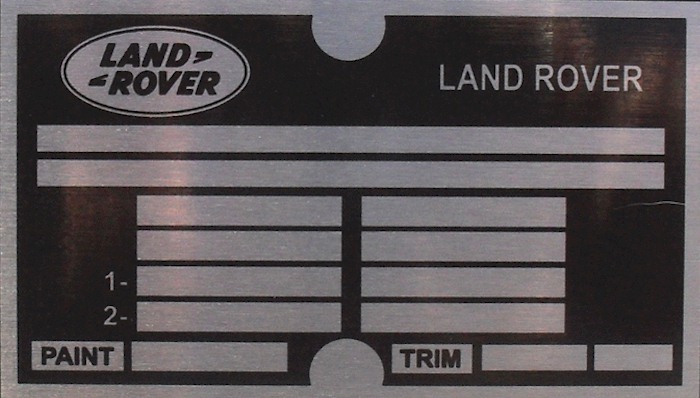 LAND
ROVER
LAND ROVER
1-
2-
PAINT TRIM